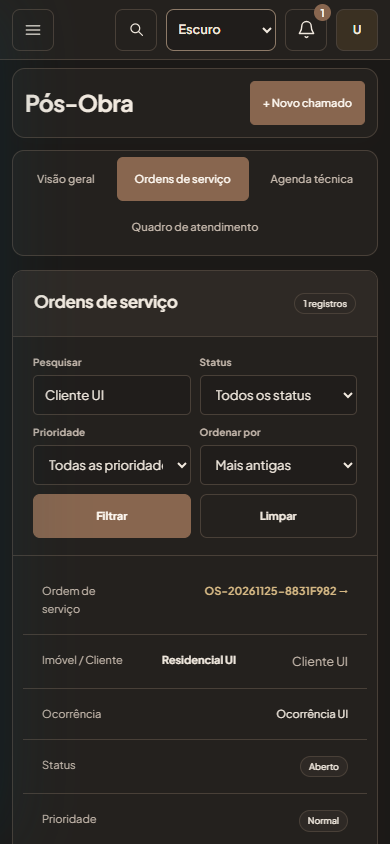 Escuro
1
U
Pós-Obra
+ Novo chamado
Visão geral
Ordens de serviço
Agenda técnica
Quadro de atendimento
Ordens de serviço
1 registros
Pesquisar
Status
Cliente UI
Todos os status
Prioridade
Ordenar por
Todas as prioridade
Mais antigas
Filtrar
Limpar
Ordem de
serviço
OS-20261125-8831F982 →
Imóvel / Cliente
Residencial UI
Cliente UI
Ocorrência
Ocorrência UI
Status
Aberto
Prioridade
Normal